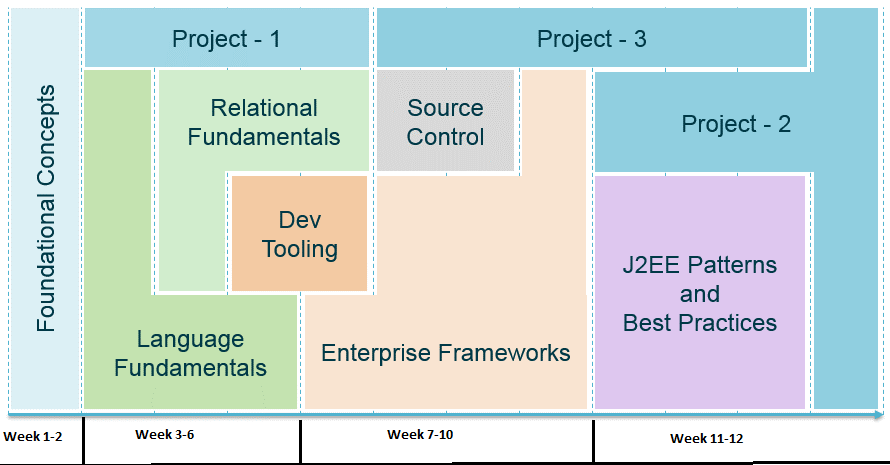 Foundational Concepts
Project - 1
Project - 3
Relational
Fundamentals
Source
Control
Project - 2
Dev
Tooling
J2EE Patterns
and
Best Practices
Language
Fundamentals
Enterprise Frameworks
Week 1-2
Week 3-6
Week 7-10
Week 11-12